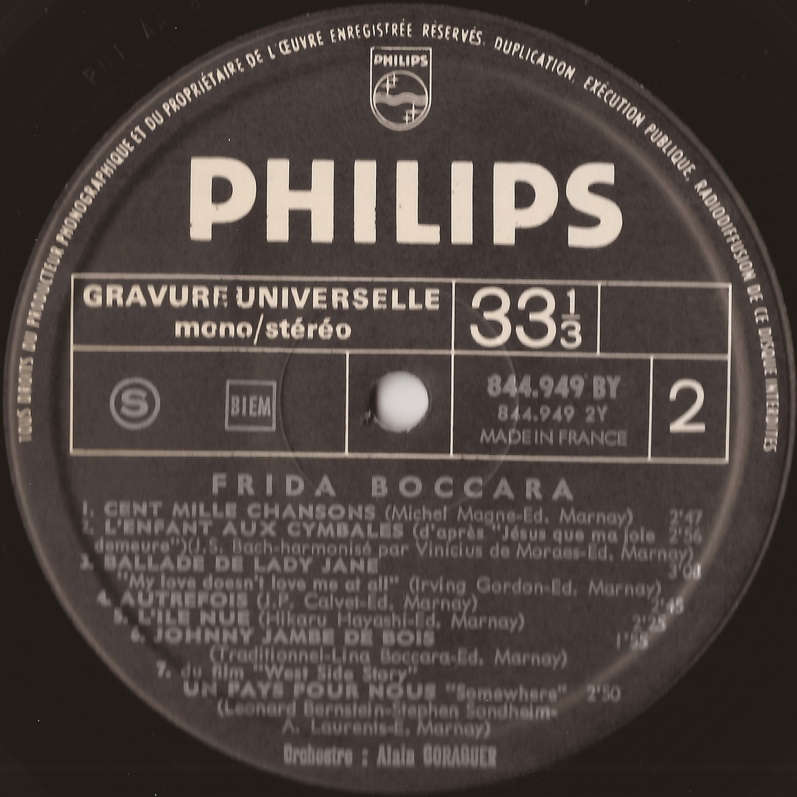 TOUS DROITS DU PRODUCTEUR PHONOGRAPHIQUE ET DU PROPRIÉTAIRE DE L'ŒUVRE ENREGISTRÉE RÉSERVÉS. DUPLICATION, EXÉCUTION PUBLIQUE, RADIODIFFUSION DE CE DISQUE INTERDITES
PHILIPS
PHILIPS
GRAVURE UNIVERSELLE
mono/stéréo
33 1/3
S
BIEM
844.949 BY
844.949 2Y
MADE IN FRANCE
2
FRIDA BOCCARA
1. CENT MILLE CHANSONS (Michel Magne-Ed. Marnay) 2'47
2. L'ENFANT AUX CYMBALES (d'après "Jésus que ma joie 2'56
demeure")(J.S. Bach-harmonisé par Vinicius de Moraes-Ed. Marnay)
3. BALLADE DE LADY JANE 3'08
"My love doesn't love me at all" (Irving Gordon-Ed. Marnay)
4. AUTREFOIS (J.P. Calvet-Ed. Marnay) 2'45
5. L'ILE NUE (Hikaru Hayashi-Ed. Marnay) 2'25
6. JOHNNY JAMBE DE BOIS
(Traditionnel-Lina Boccara-Ed. Marnay)
7. du film "West Side Story"
UN PAYS POUR NOUS "Somewhere" 2'50
(Leonard Bernstein-Stephen Sondheim-
A. Laurents-E. Marnay)
Orchestre : Alain GORAGUER